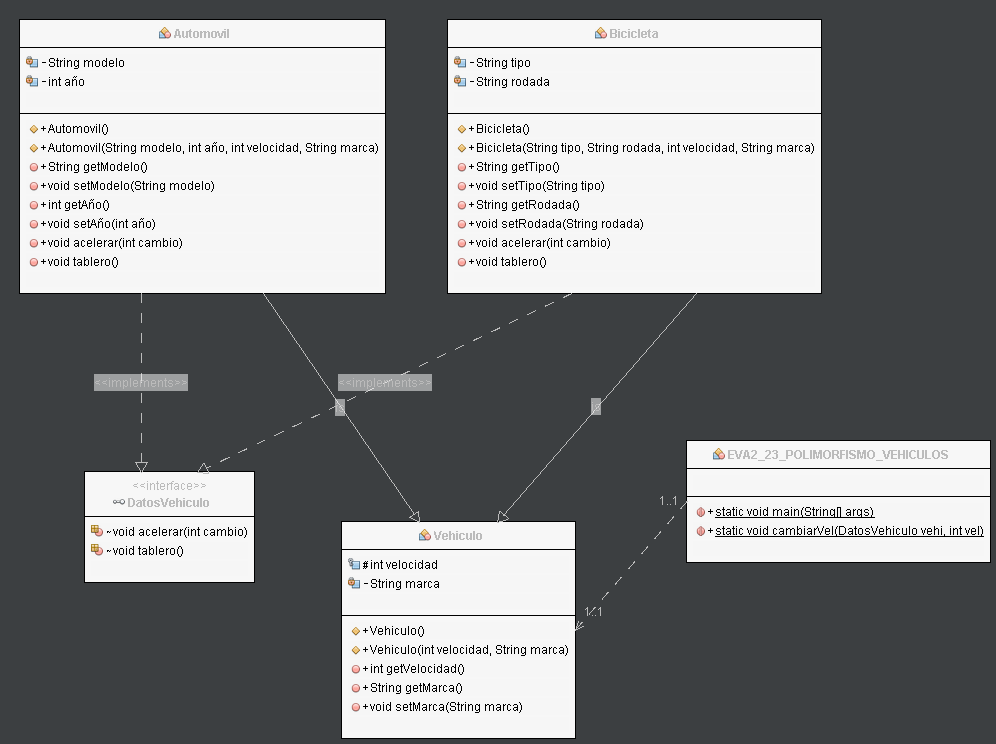 Automovil
- String modelo
- int año
+ Automovil()
+ Automovil(String modelo, int año, int velocidad, String marca)
+ String getModelo()
+ void setModelo(String modelo)
+ int getAño()
+ void setAño(int año)
+ void acelerar(int cambio)
+ void tablero()
Bicicleta
- String tipo
- String rodada
+ Bicicleta()
+ Bicicleta(String tipo, String rodada, int velocidad, String marca)
+ String getTipo()
+ void setTipo(String tipo)
+ String getRodada()
+ void setRodada(String rodada)
+ void acelerar(int cambio)
+ void tablero()
<<implements>>
<<implements>>
<<interface>>
DatosVehiculo
~ void acelerar(int cambio)
~ void tablero()
Vehiculo
# int velocidad
- String marca
+ Vehiculo()
+ Vehiculo(int velocidad, String marca)
+ int getVelocidad()
+ String getMarca()
+ void setMarca(String marca)
EVA2_23_POLIMORFISMO_VEHICULOS
+ static void main(String[] args)
+ static void cambiarVel(DatosVehiculo vehi, int vel)
1..1
1..1